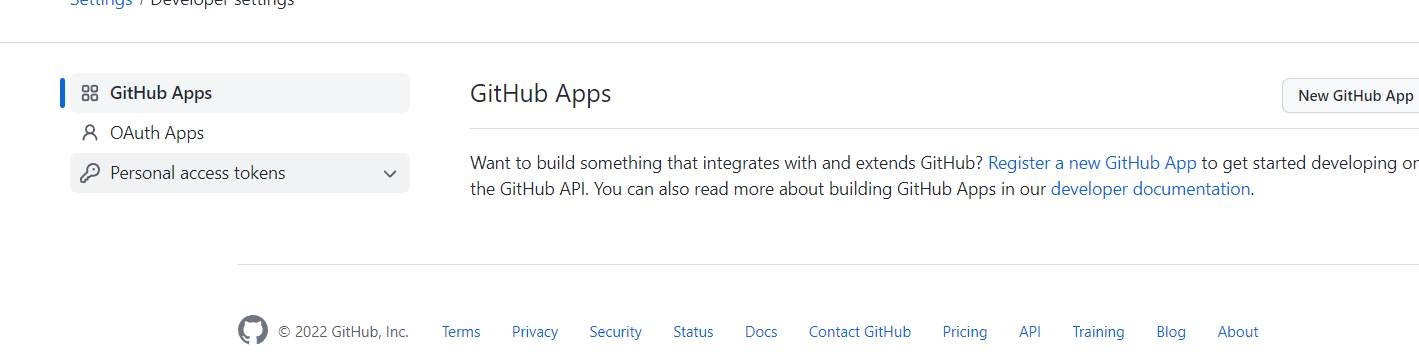 Settings / Developer settings
GitHub Apps
OAuth Apps
Personal access tokens
GitHub Apps
New GitHub App
Want to build something that integrates with and extends GitHub? Register a new GitHub App to get started developing on
the GitHub API. You can also read more about building GitHub Apps in our developer documentation.
© 2022 GitHub, Inc. Terms Privacy Security Status Docs Contact GitHub Pricing API Training Blog About